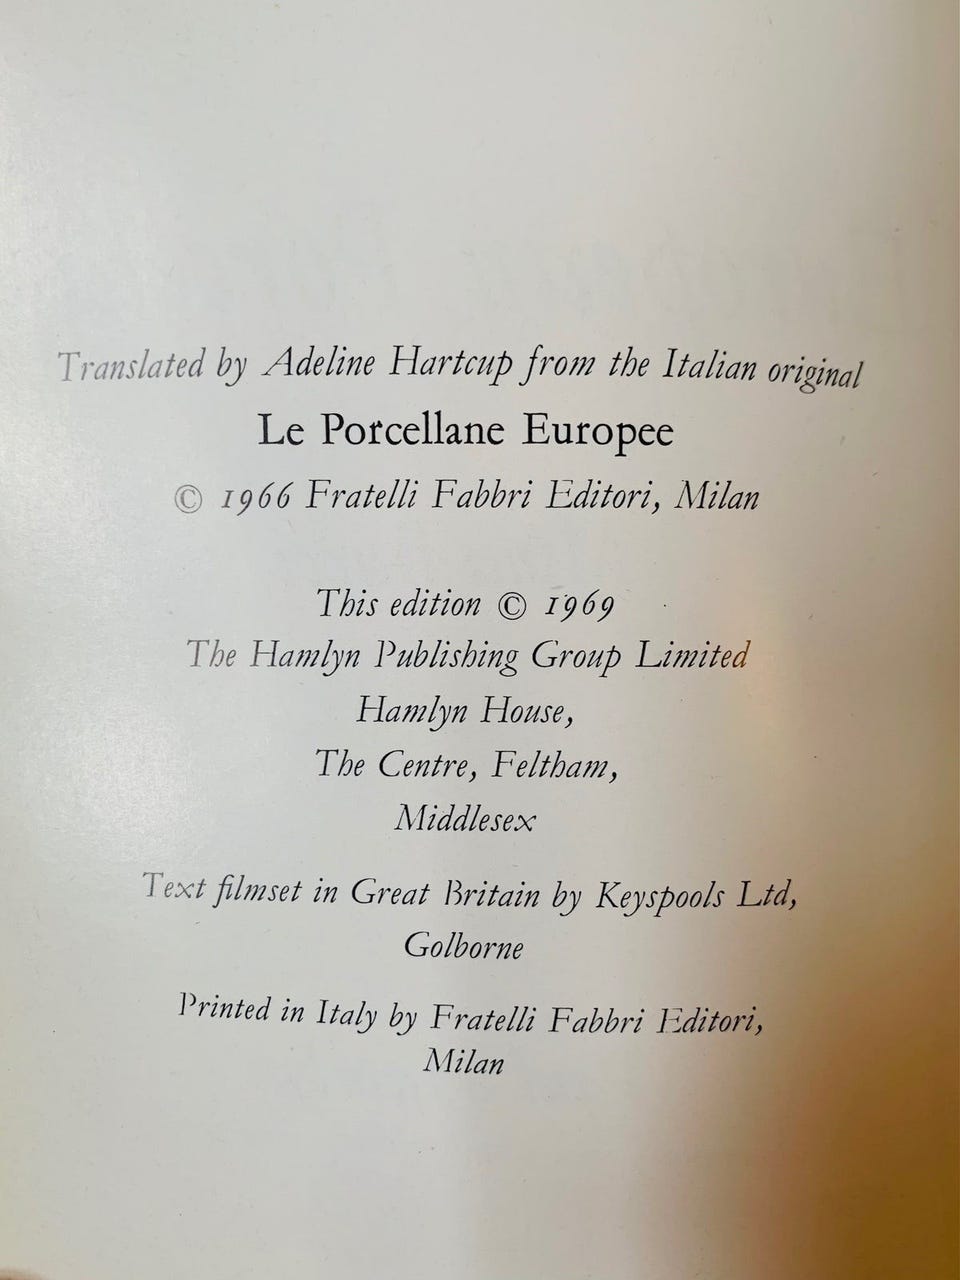 Translated by Adeline Hartcup from the Italian original
Le Porcellane Europee
© 1966 Fratelli Fabbri Editori, Milan
This edition © 1969
The Hamlyn Publishing Group Limited
Hamlyn House,
The Centre, Feltham,
Middlesex
Text filmset in Great Britain by Keyspools Ltd,
Golborne
Printed in Italy by Fratelli Fabbri Editori,
Milan